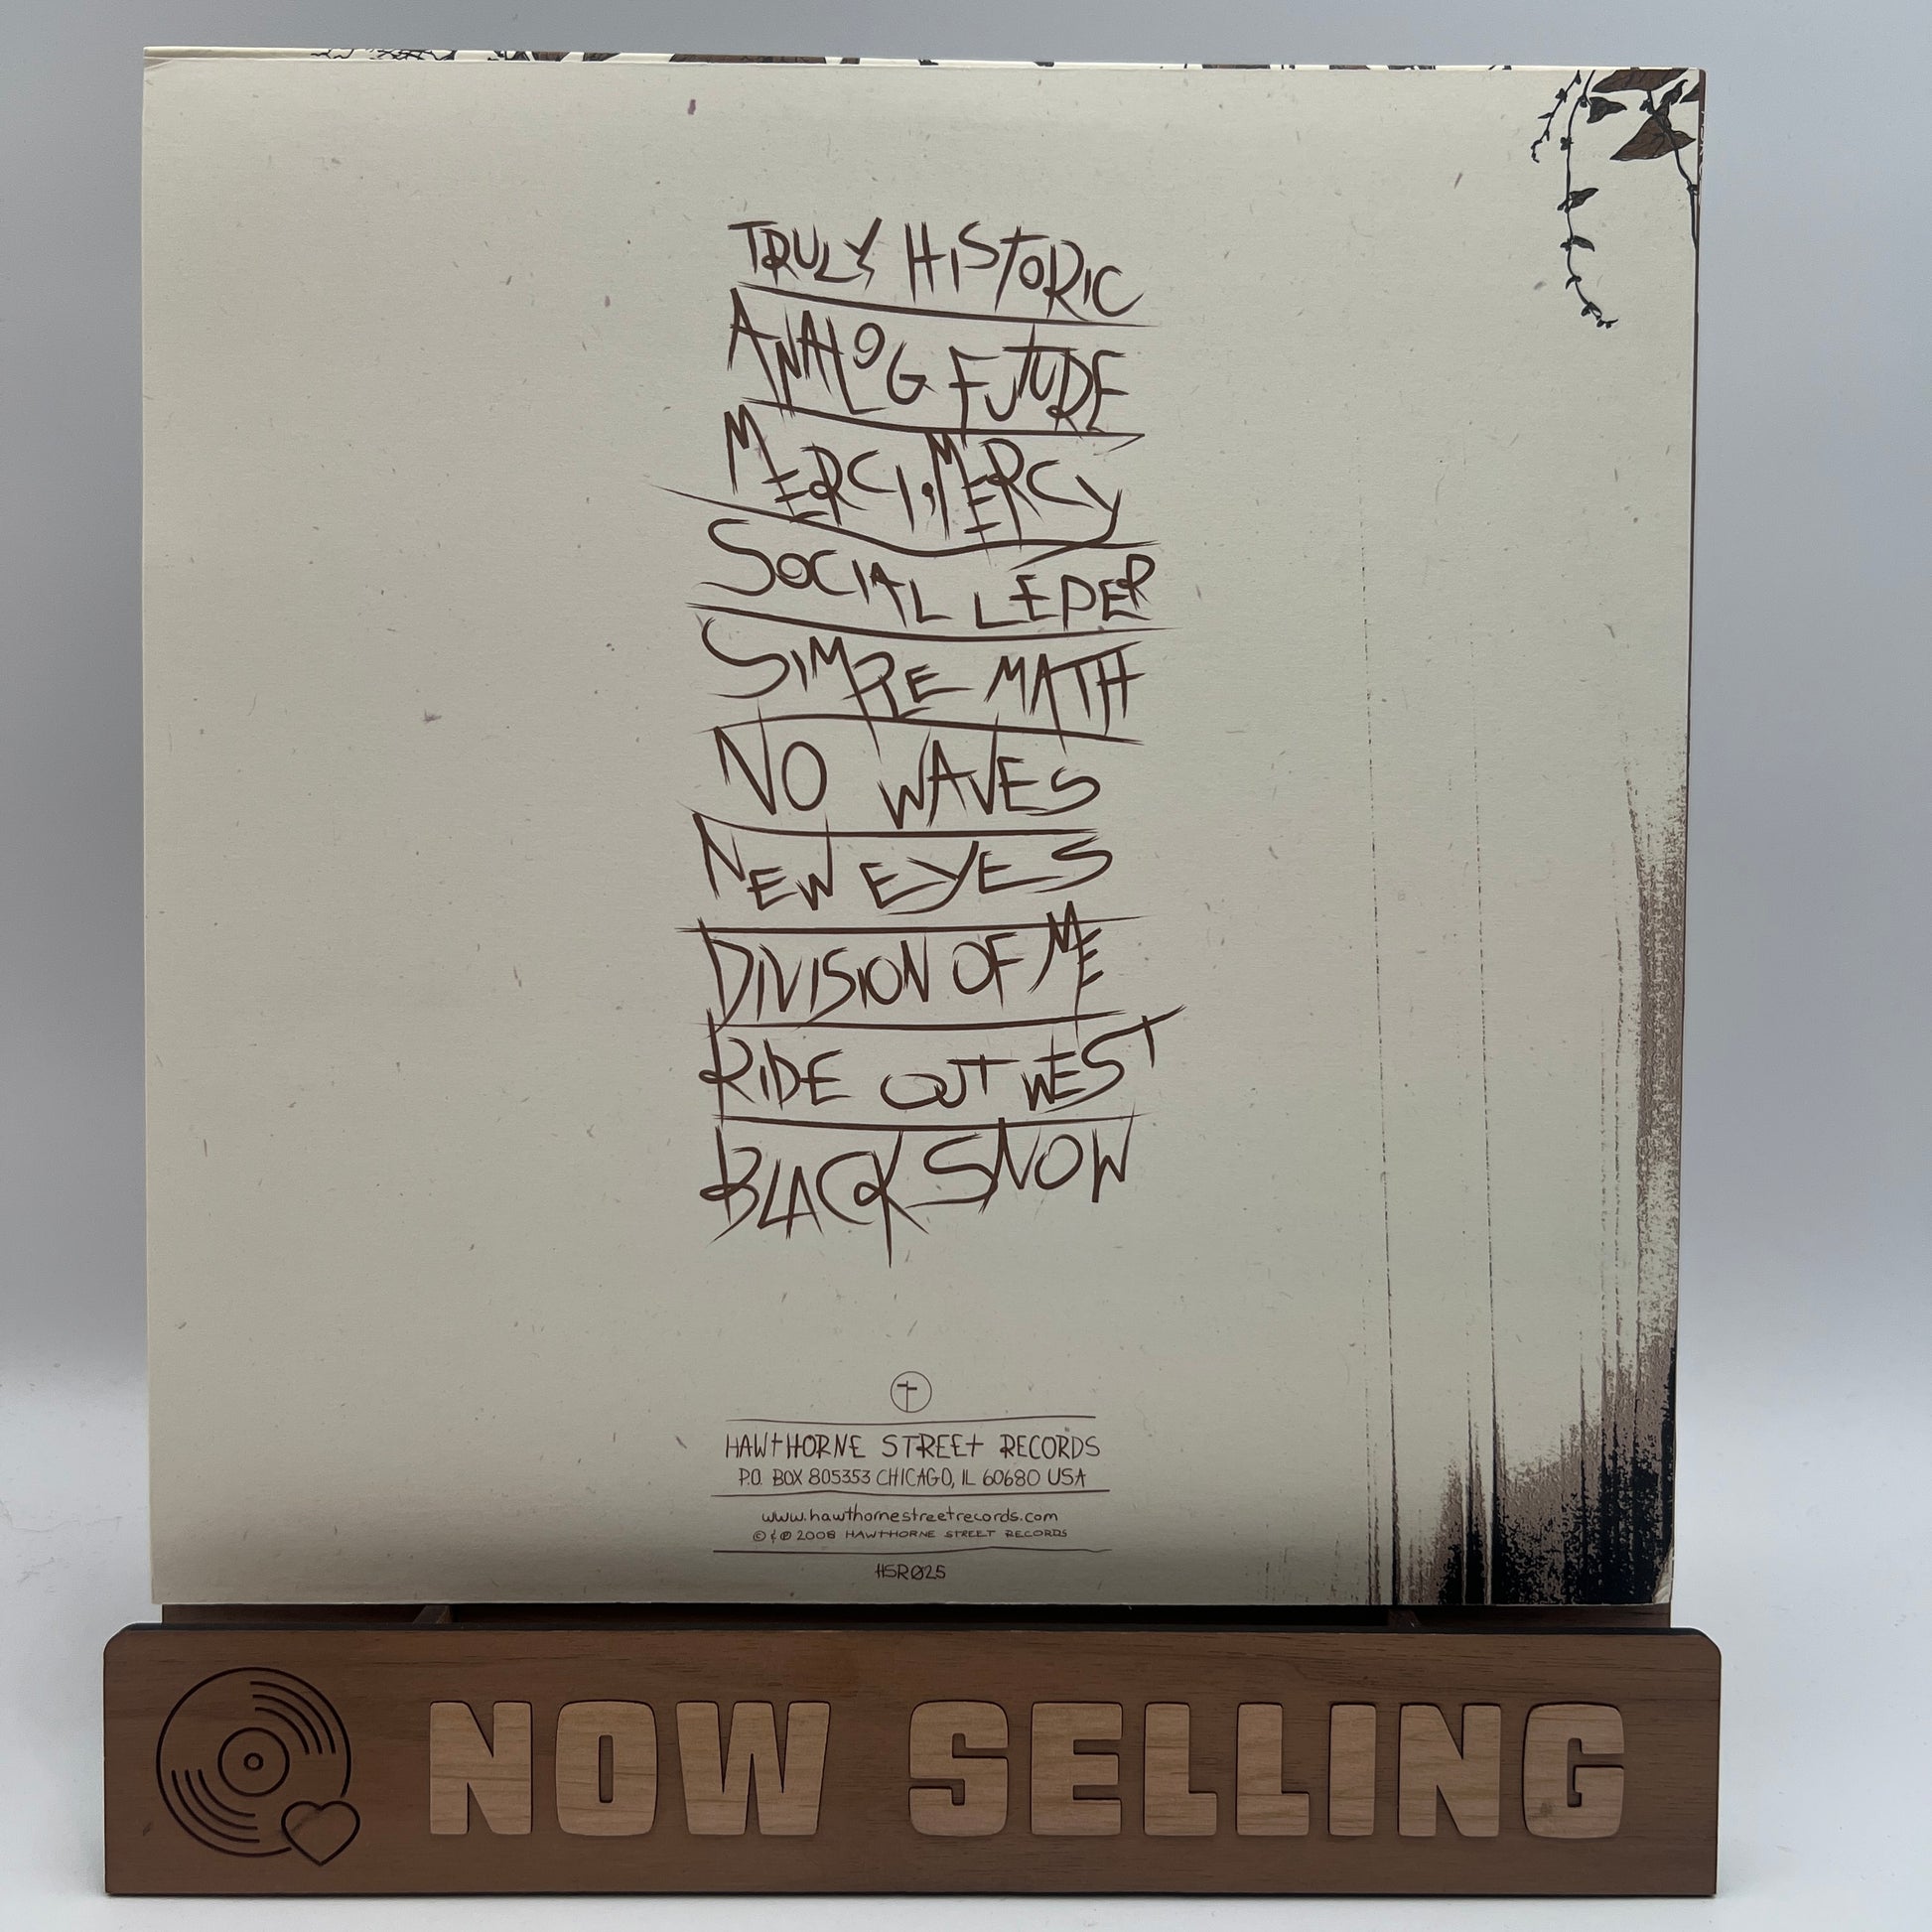 TRULY HISTORIC
ANALOG FUTURE
MERCI, MERCY
SOCIAL LEPER
SIMPLE MATH
NO WAVES
NEW EYES
DIVISION OF ME
RIDE OUT WEST
BLACK SNOW
HAWTHORNE STREET RECORDS
P.O. BOX 805353 CHICAGO, IL 60680 USA
www.hawthornestreetrecords.com
© & ℗ 2008 HAWTHORNE STREET RECORDS
HSR025
NOW SELLING